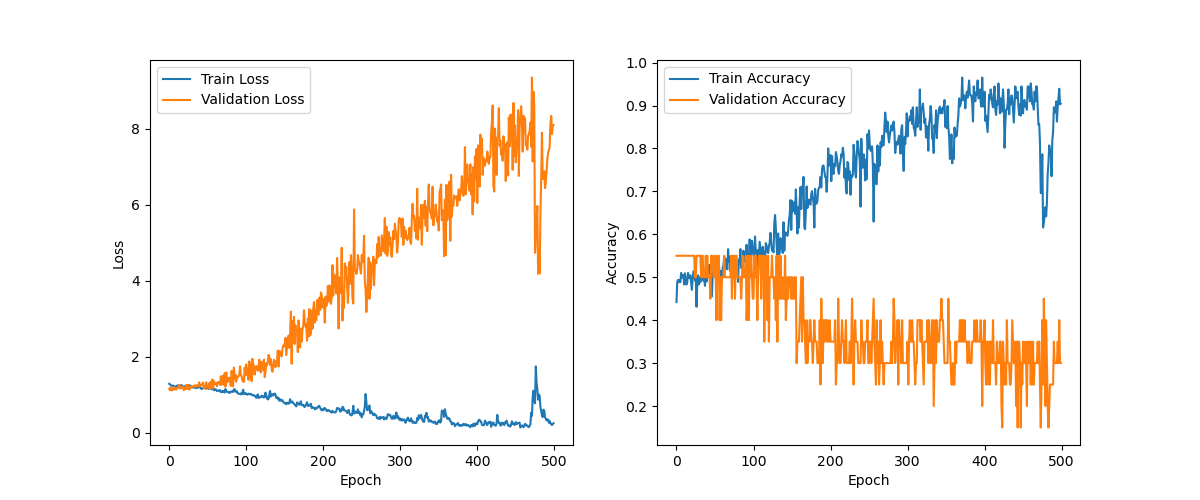 Train Loss
Validation Loss
8
6
4
2
0
Loss
0 100 200 300 400 500
Epoch
Train Accuracy
Validation Accuracy
1.0
0.9
0.8
0.7
0.6
0.5
0.4
0.3
0.2
Accuracy
0 100 200 300 400 500
Epoch